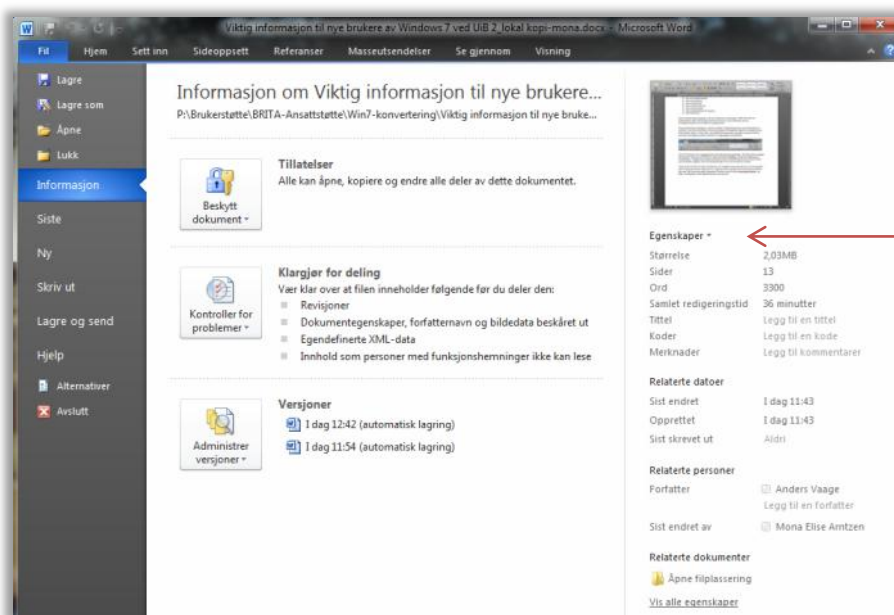 Viktig informasjon til nye brukere av Windows 7 ved UiB 2_lokal kopi-mona.docx - Microsoft Word
Fil Hjem Sett inn Sideoppsett Referanser Masseutsendelser Se gjennom Visning
Lagre
Lagre som
Åpne
Lukk
Informasjon
Siste
Ny
Skriv ut
Lagre og send
Hjelp
Alternativer
Avslutt
Informasjon om Viktig informasjon til nye brukere...
P:\Brukerstøtte\BRITA-Ansattstøtte\Win7-konvertering\Viktig informasjon til nye bruke...
Beskytt
dokument
Tillatelser
Alle kan åpne, kopiere og endre alle deler av dette dokumentet.
Kontroller for
problemer
Klargjør for deling
Vær klar over at filen inneholder følgende før du deler den:
Revisjoner
Dokumentegenskaper, forfatternavn og bildedata beskåret ut
Egendefinerte XML-data
Innhold som personer med funksjonshemninger ikke kan lese
Administrer
versjoner
Versjoner
I dag 12:42 (automatisk lagring)
I dag 11:54 (automatisk lagring)
Egenskaper
Størrelse 2,03MB
Sider 13
Ord 3300
Samlet redigeringstid 36 minutter
Tittel Legg til en tittel
Koder Legg til en kode
Merknader Legg til kommentarer
Relaterte datoer
Sist endret I dag 11:43
Opprettet I dag 11:43
Sist skrevet ut Aldri
Relaterte personer
Forfatter Anders Vaage
Legg til en forfatter
Sist endret av Mona Elise Arntzen
Relaterte dokumenter
Åpne filplassering
Vis alle egenskaper